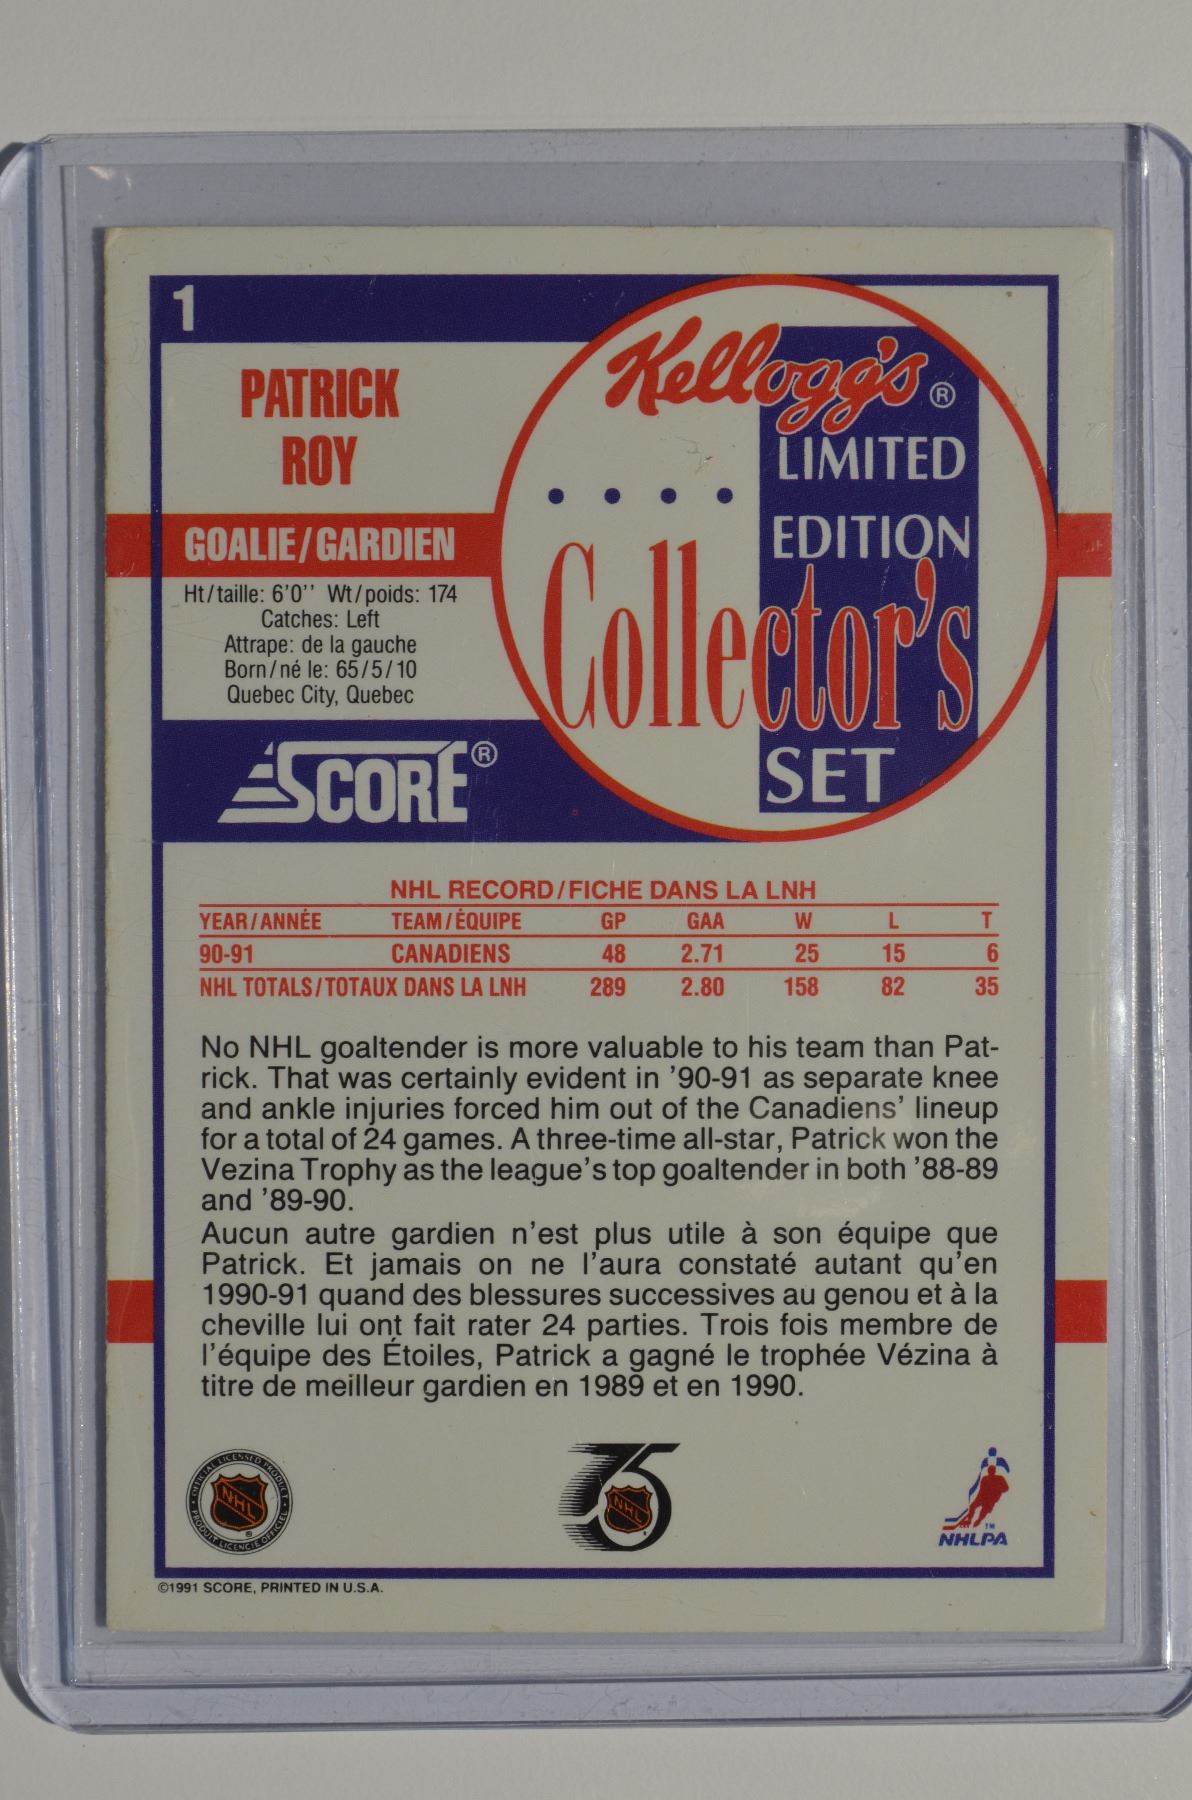 1
PATRICK
ROY
GOALIE/GARDIEN
Ht/taille: 6'0'' Wt/poids: 174
Catches: Left
Attrape: de la gauche
Born/né le: 65/5/10
Quebec City, Quebec
SCORE®
Kellogg's®
LIMITED
EDITION
Collector's
SET
NHL RECORD/FICHE DANS LA LNH
YEAR/ANNÉE TEAM/ÉQUIPE GP GAA W L T
90-91 CANADIENS 48 2.71 25 15 6
NHL TOTALS/TOTAUX DANS LA LNH 289 2.80 158 82 35
No NHL goaltender is more valuable to his team than Pat-
rick. That was certainly evident in '90-91 as separate knee
and ankle injuries forced him out of the Canadiens' lineup
for a total of 24 games. A three-time all-star, Patrick won the
Vezina Trophy as the league's top goaltender in both '88-89
and '89-90.
Aucun autre gardien n'est plus utile à son équipe que
Patrick. Et jamais on ne l'aura constaté autant qu'en
1990-91 quand des blessures successives au genou et à la
cheville lui ont fait rater 24 parties. Trois fois membre de
l'équipe des Étoiles, Patrick a gagné le trophée Vézina à
titre de meilleur gardien en 1989 et en 1990.
OFFICIAL LICENSED PRODUCT
NHL
®
PRODUIT LICENCIE OFFICIEL
75
NHL
™
NHLPA
©1991 SCORE, PRINTED IN U.S.A.